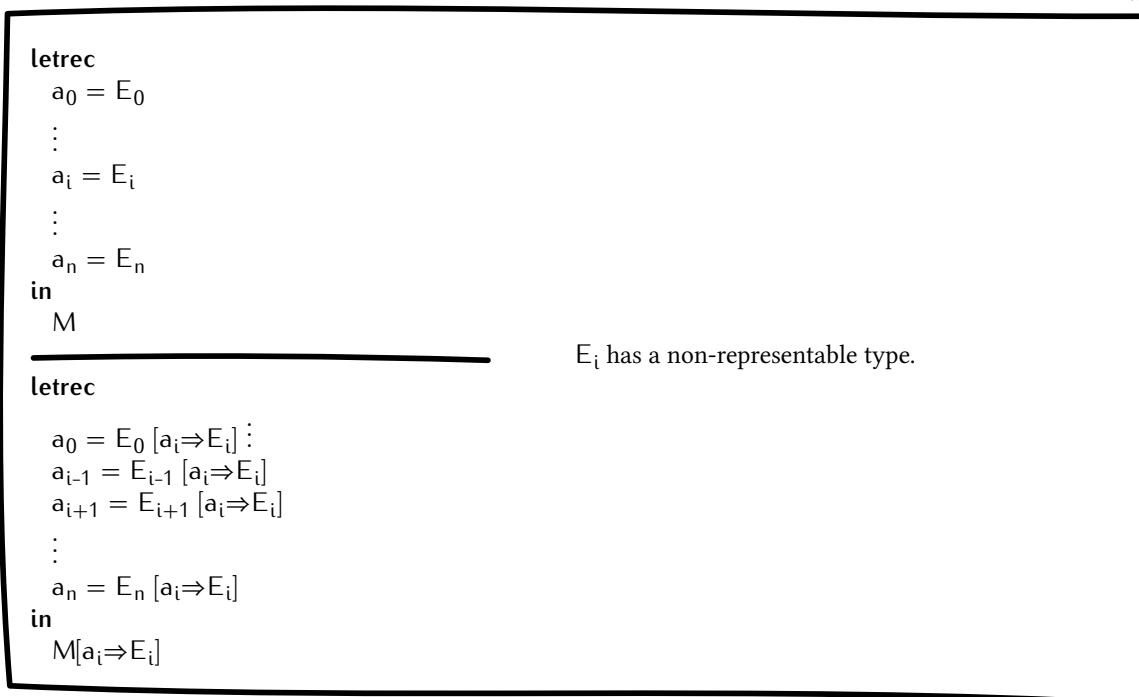 letrec
a₀ = E₀
⋮
aᵢ = Eᵢ
⋮
aₙ = Eₙ
in
M
Eᵢ has a non-representable type.
letrec
a₀ = E₀ [aᵢ⇒Eᵢ] ⋮
aᵢ₋₁ = Eᵢ₋₁ [aᵢ⇒Eᵢ]
aᵢ₊₁ = Eᵢ₊₁ [aᵢ⇒Eᵢ]
⋮
aₙ = Eₙ [aᵢ⇒Eᵢ]
in
M[aᵢ⇒Eᵢ]